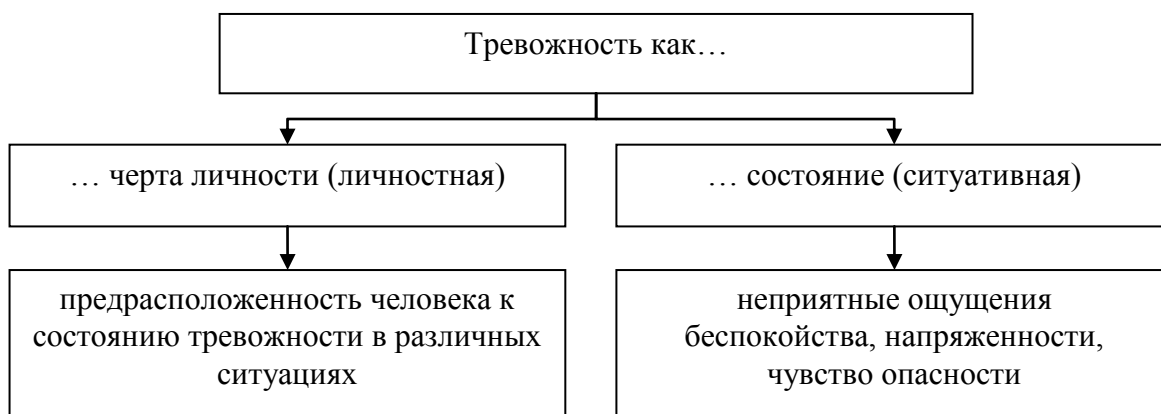 Тревожность как…
… черта личности (личностная)
… состояние (ситуативная)
предрасположенность человека к
состоянию тревожности в различных
ситуациях
неприятные ощущения
беспокойства, напряженности,
чувство опасности